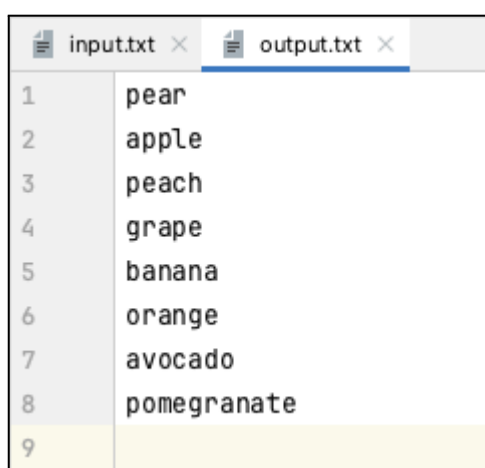 input.txt output.txt
1 pear
2 apple
3 peach
4 grape
5 banana
6 orange
7 avocado
8 pomegranate
9